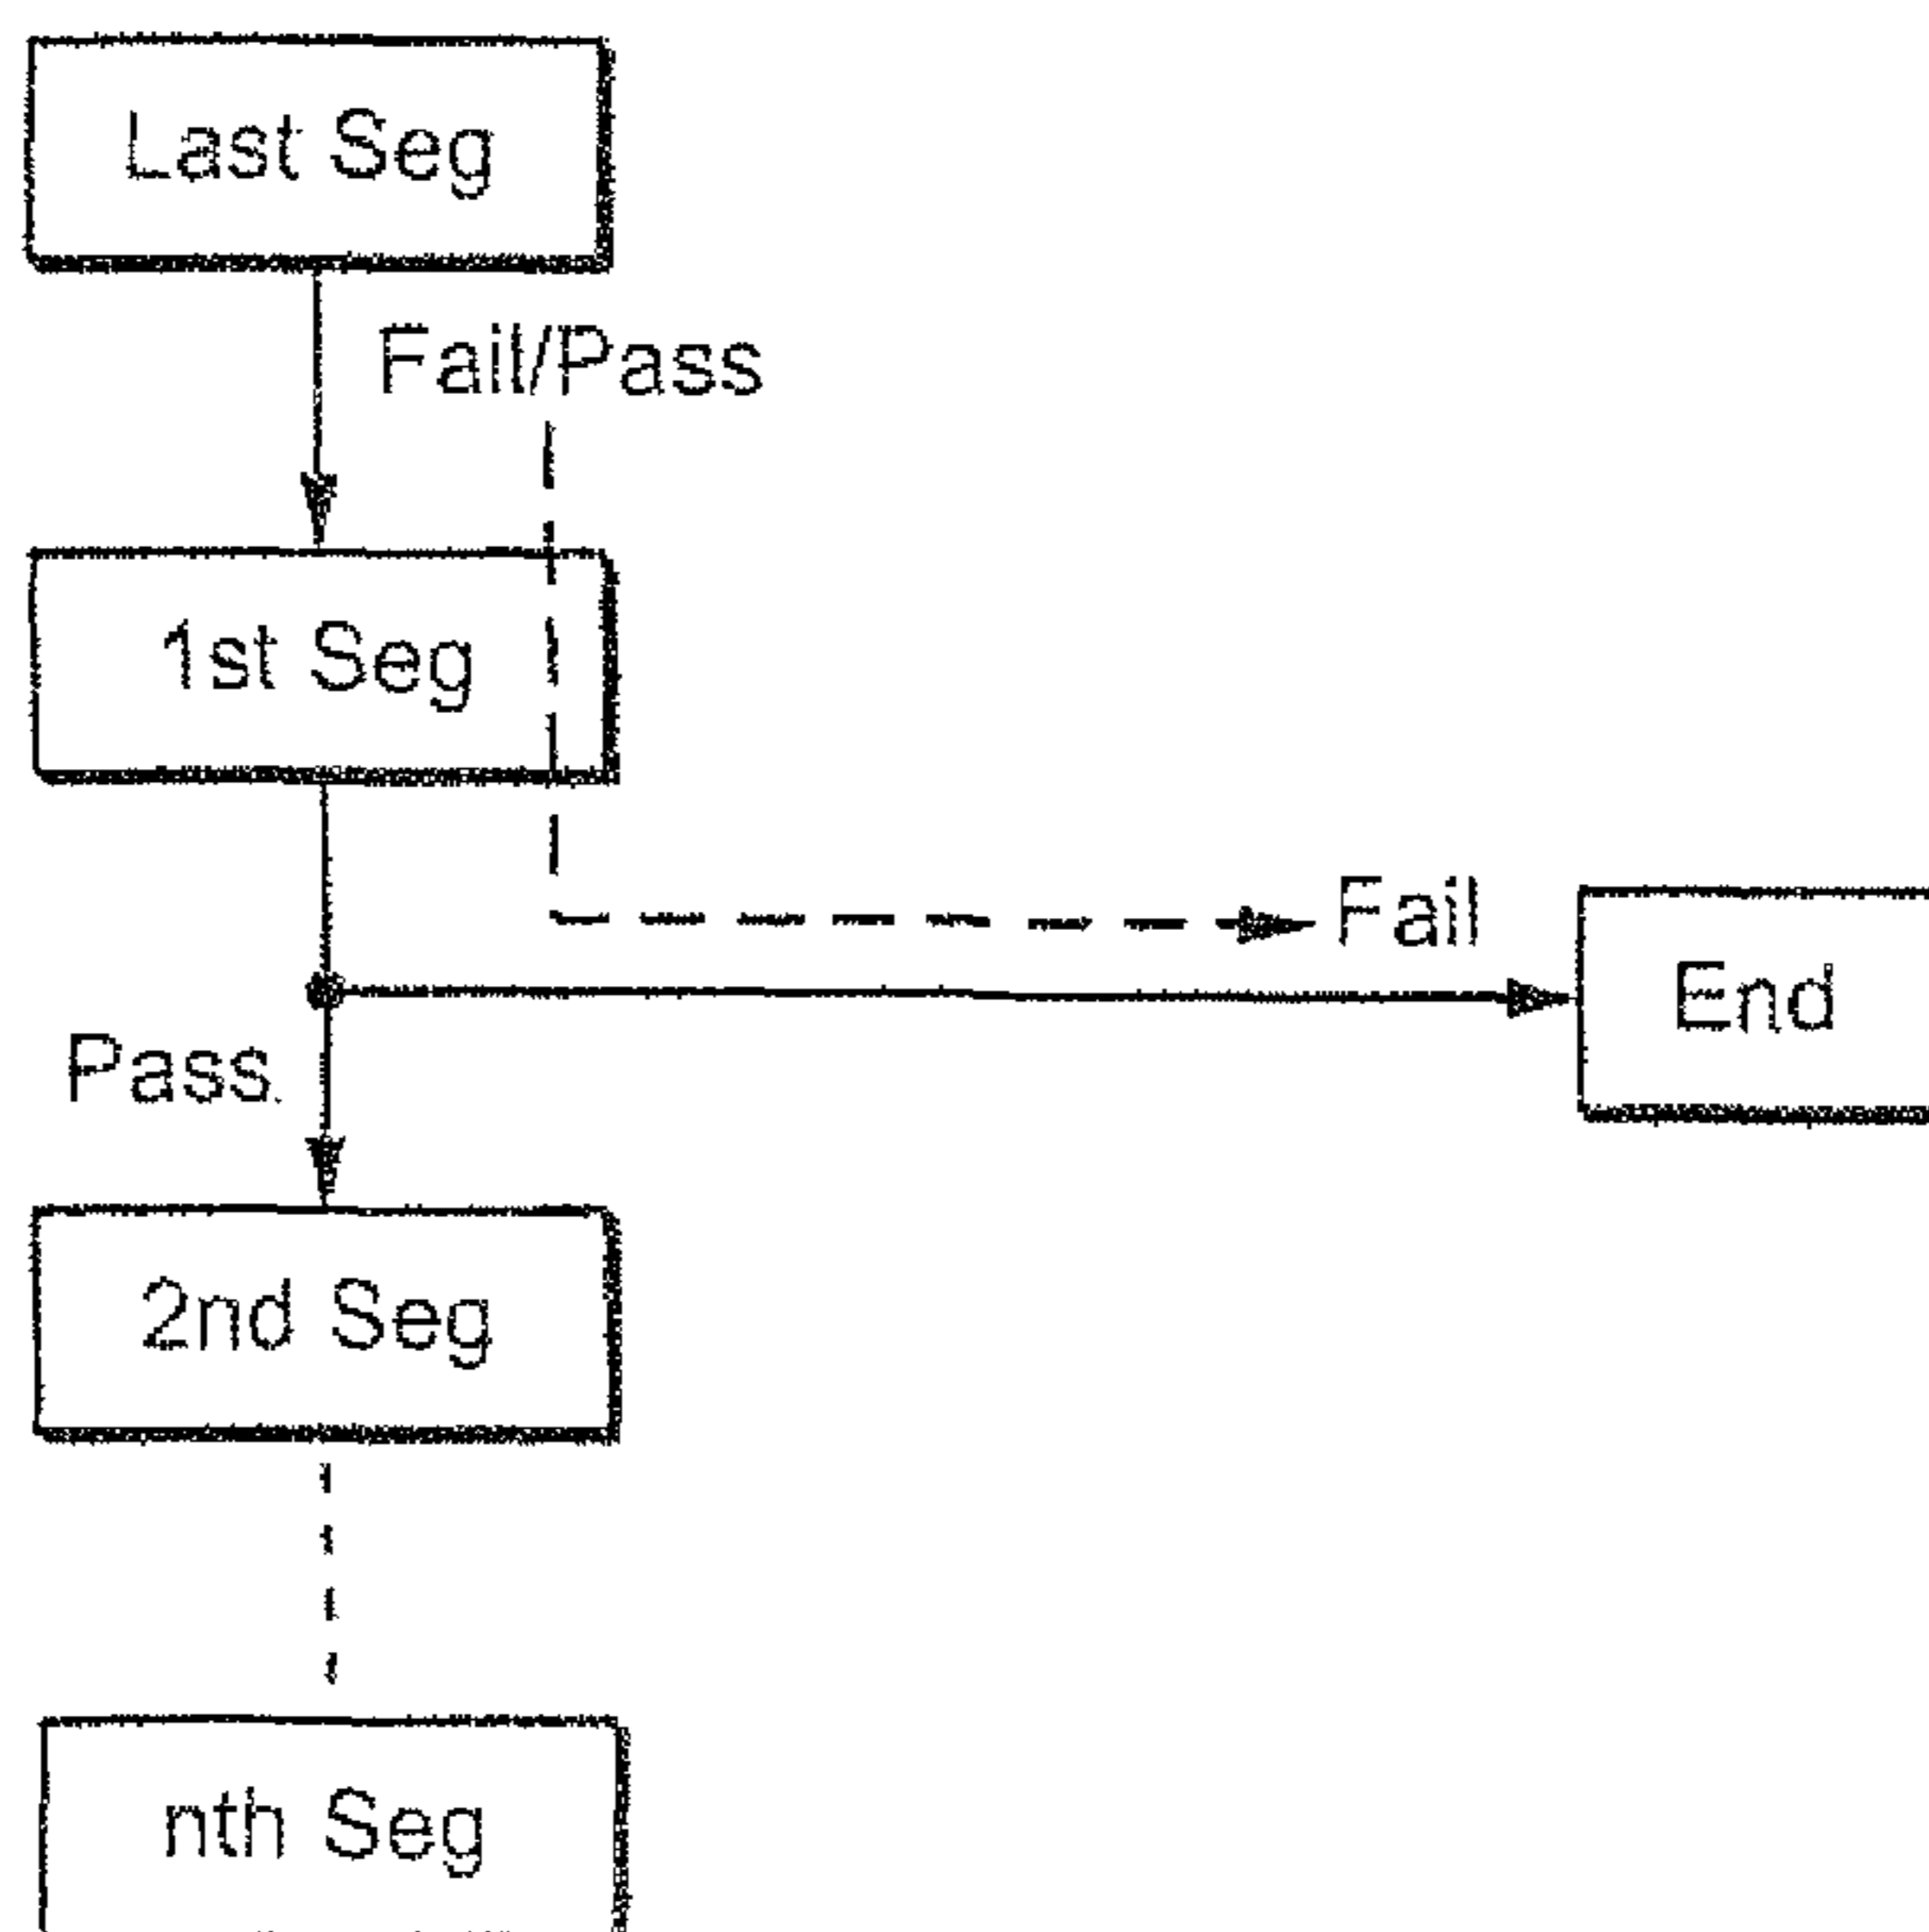 Last Seg
Fail/Pass
1st Seg
Fail
End
Pass
2nd Seg
nth Seg